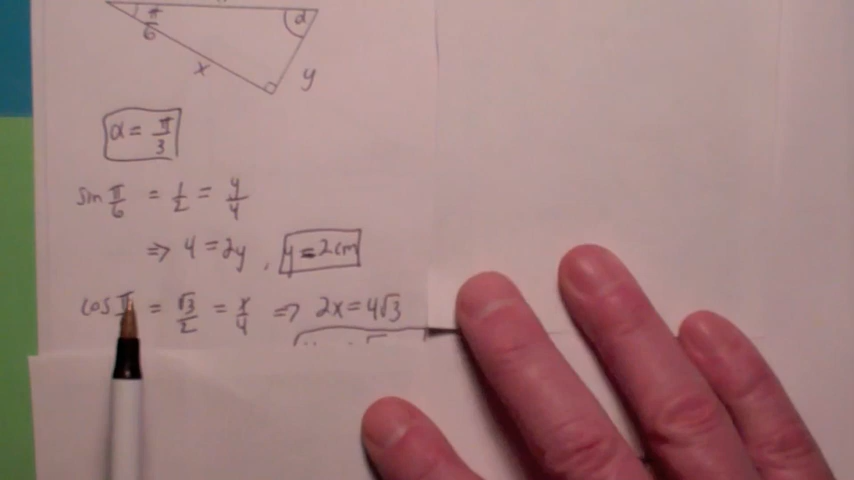 π/6
α
x
y
α = π/3
sin π/6 = 1/2 = y/4
=> 4 = 2y , y = 2cm
cos π/6 = √3/2 = x/4 => 2x = 4√3